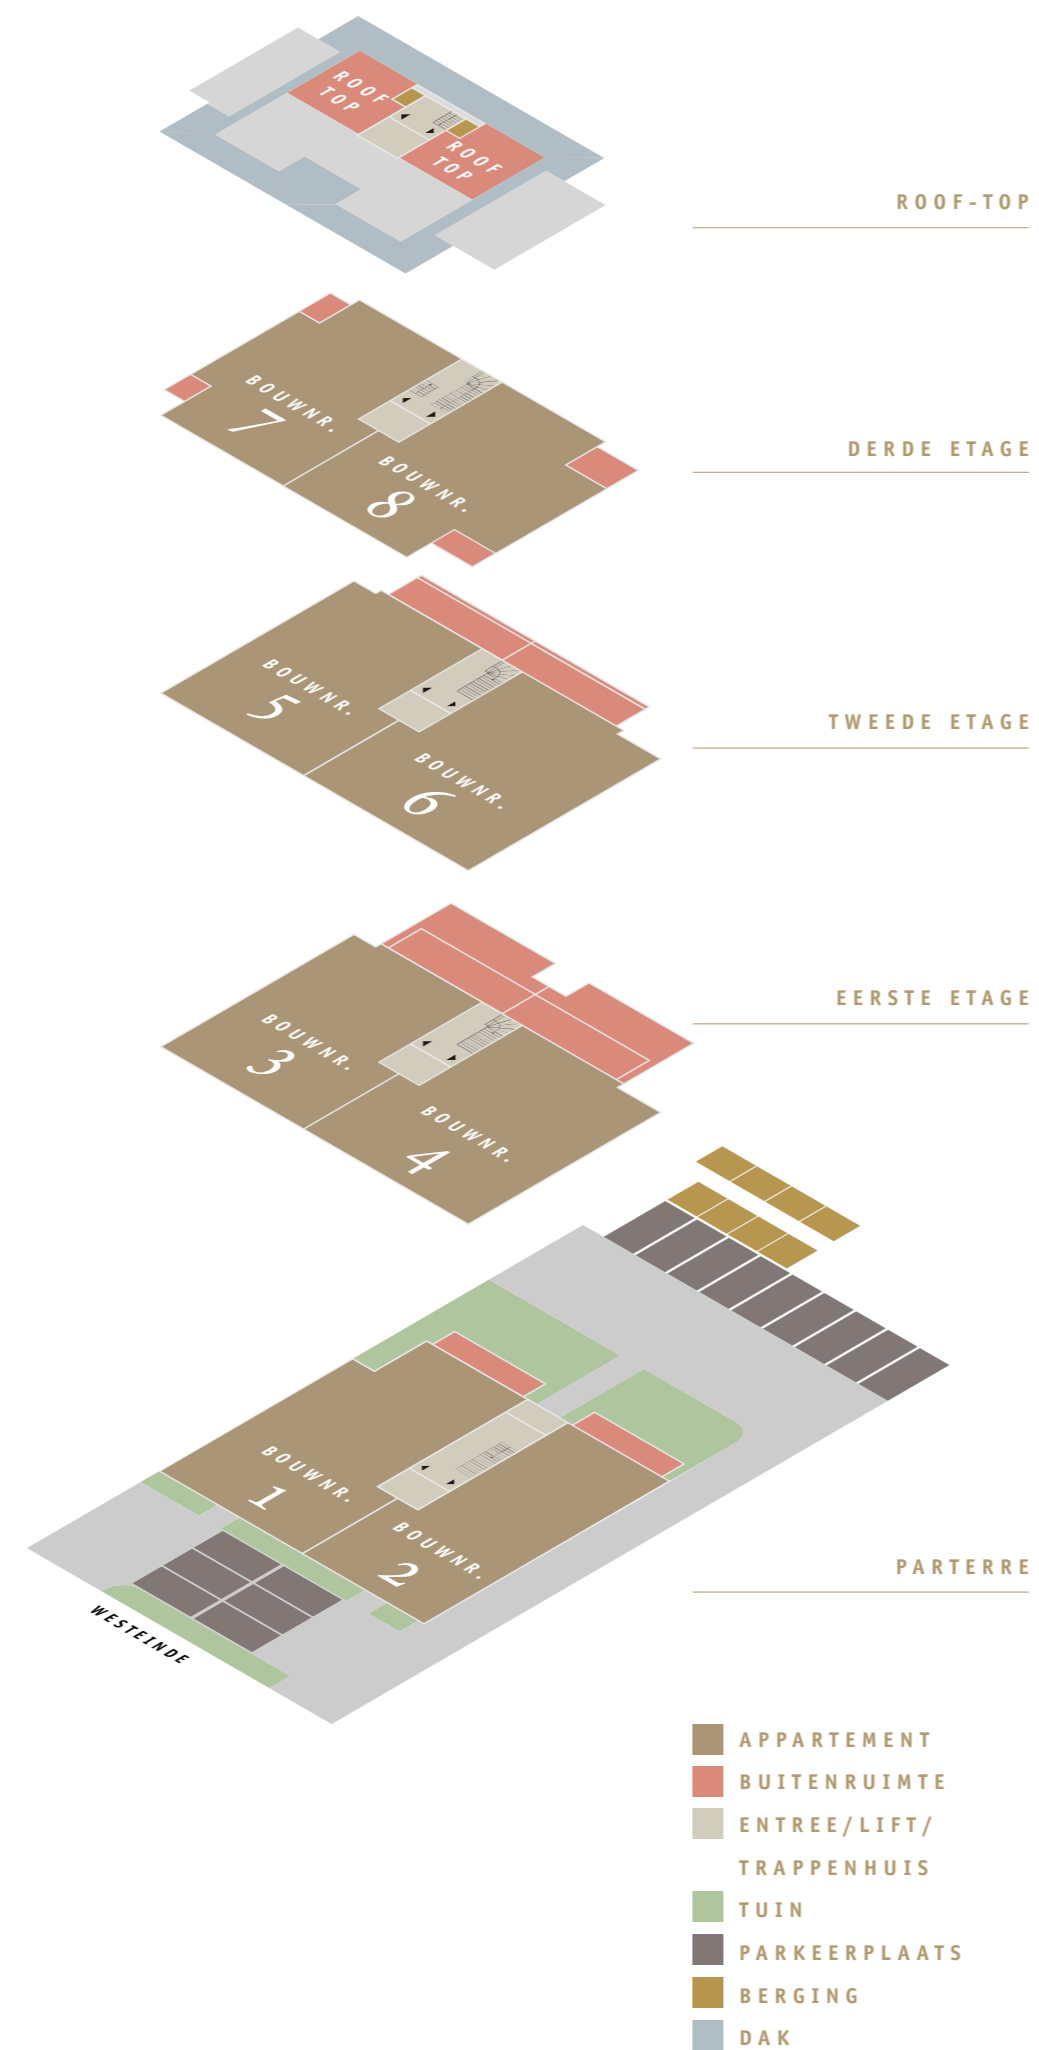 ROOF
TOP
ROOF
TOP
ROOF-TOP
BOUWNR.
7
BOUWNR.
8
DERDE ETAGE
BOUWNR.
5
BOUWNR.
6
TWEEDE ETAGE
BOUWNR.
3
BOUWNR.
4
EERSTE ETAGE
BOUWNR.
1
BOUWNR.
2
WESTEINDE
PARTERRE
APPARTEMENT
BUITENRUIMTE
ENTREE/LIFT/
TRAPPENHUIS
TUIN
PARKEERPLAATS
BERGING
DAK